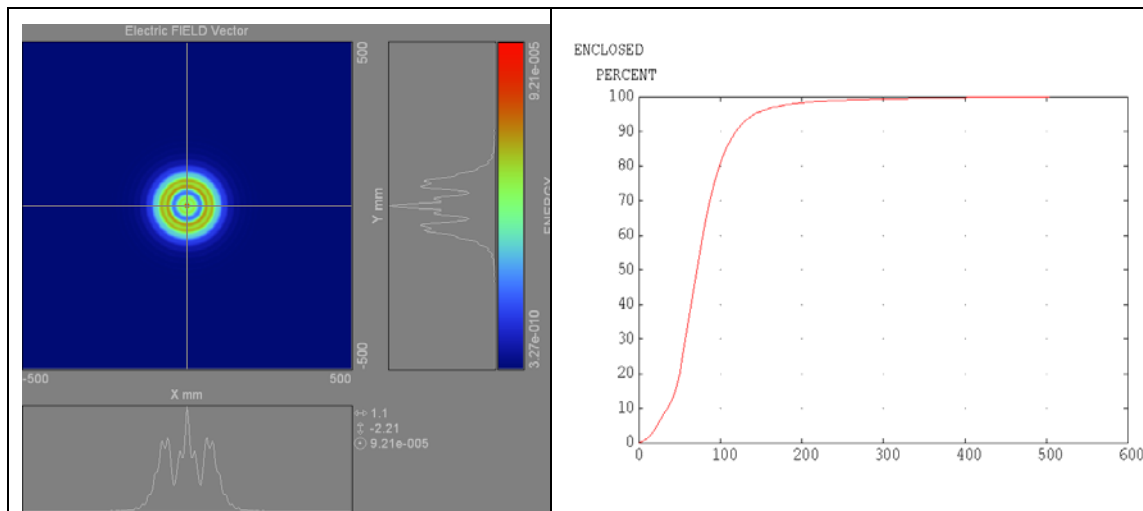 Electric FIELD Vector
500
Y mm
-500
-500
500
X mm
9.21e-005
ENERGY
3.27e-010
1.1
-2.21
9.21e-005
ENCLOSED
PERCENT
100
90
80
70
60
50
40
30
20
10
0
0 100 200 300 400 500 600